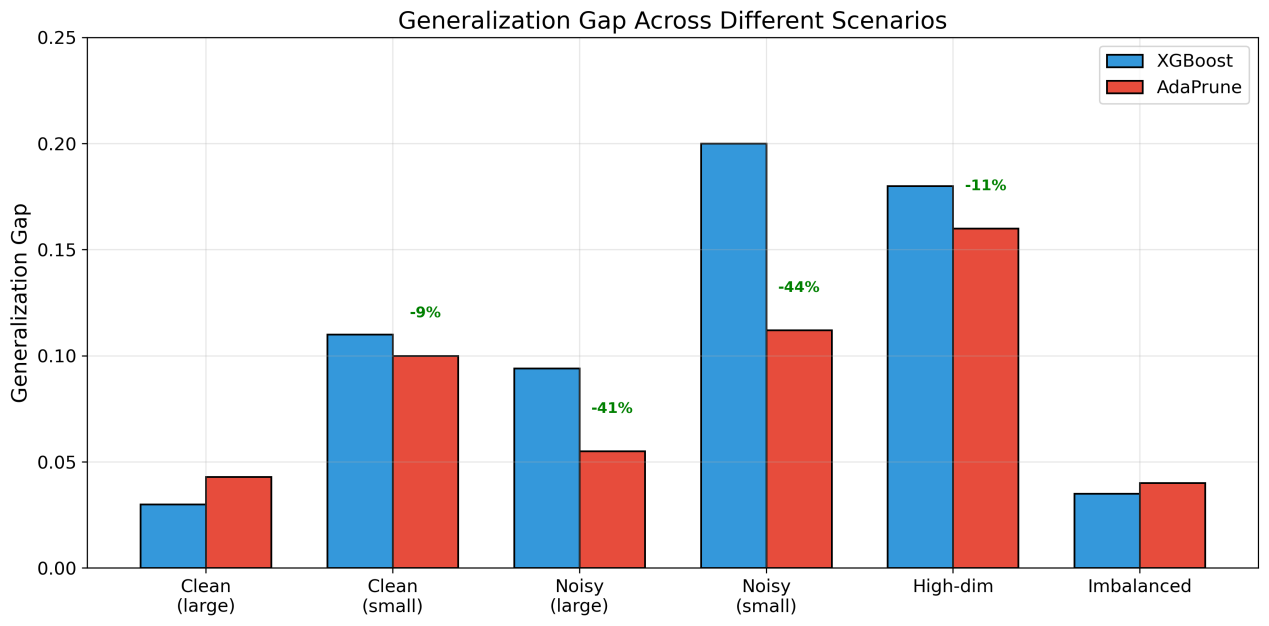 Generalization Gap Across Different Scenarios
Generalization Gap
0.25
0.20
0.15
0.10
0.05
0.00
XGBoost
AdaPrune
-9%
-41%
-44%
-11%
Clean
(large)
Clean
(small)
Noisy
(large)
Noisy
(small)
High-dim
Imbalanced